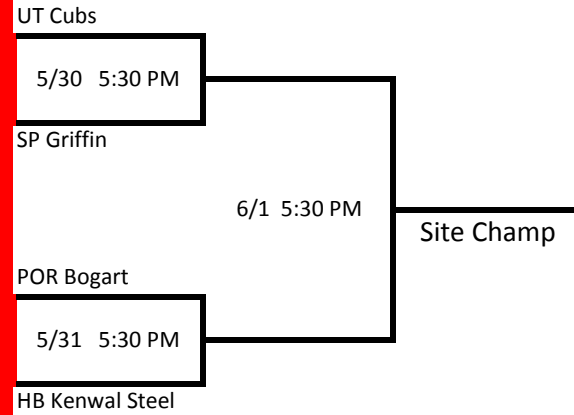 UT Cubs
5/30 5:30 PM
SP Griffin
6/1 5:30 PM
Site Champ
POR Bogart
5/31 5:30 PM
HB Kenwal Steel